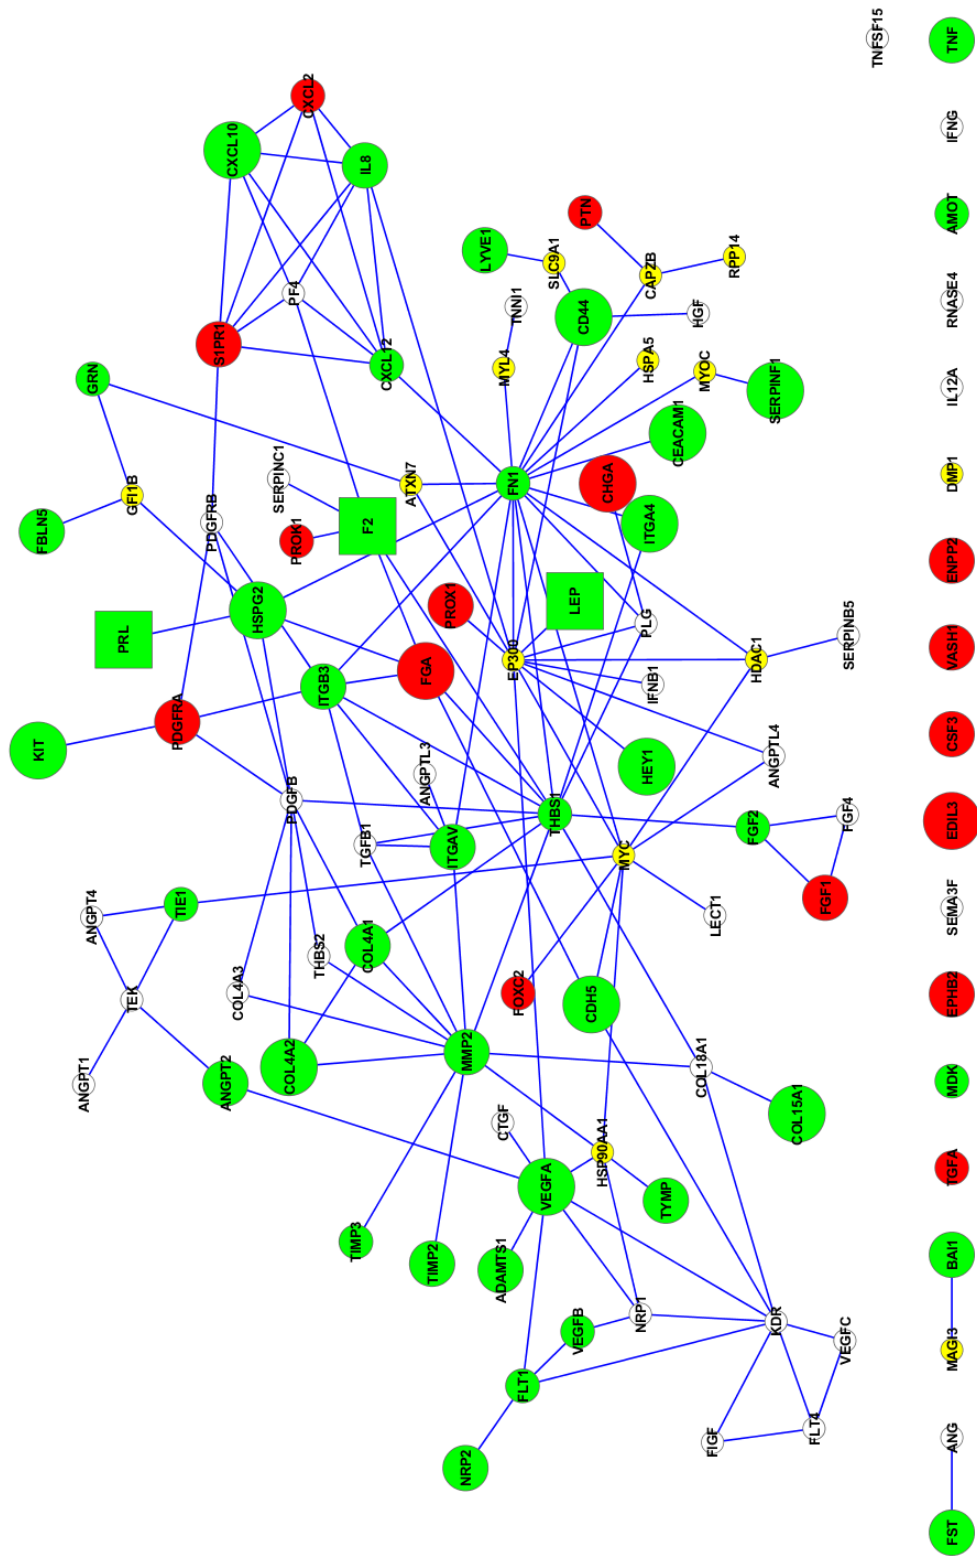 TNFSF15
TNF
IFNG
AMOT
RNASE4
IL12A
DMP1
ENPP2
VASH1
CSF3
EDIL3
SEMA3F
EPHB2
MDK
TGFA
BAI1
MAGI3
ANG
FST
CXCL2
CXCL10
IL8
PF4
S1PR1
CXCL12
GRN
GFI1B
FBLN5
PDGFRB
SERPINC1
PROK1
F2
ATXN7
LYVE1
SLC9A1
PTN
CAPZB
RPP14
TNNI1
CD44
HGF
MYL4
HSPA5
MYOC
SERPINF1
CEACAM1
FN1
CHGA
ITGA4
PRL
HSPG2
PROX1
LEP
PLG
SERPINB5
EP300
FGA
ITGB3
IFNB1
HDAC1
KIT
PDGFRA
PDGFB
ANGPTL3
HEY1
ANGPTL4
TGFB1
ITGAV
THBS1
FGF2
FGF4
MYC
FGF1
LECT1
ANGPT4
TIE1
COL4A1
THBS2
TEK
COL4A3
FOXC2
CDH5
ANGPT1
ANGPT2
COL4A2
MMP2
COL18A1
COL15A1
CTGF
HSP90AA1
VEGFA
TYMP
TIMP3
TIMP2
ADAMTS1
VEGFB
NRP1
KDR
VEGFC
FLT1
NRP2
FIGF
FLT4